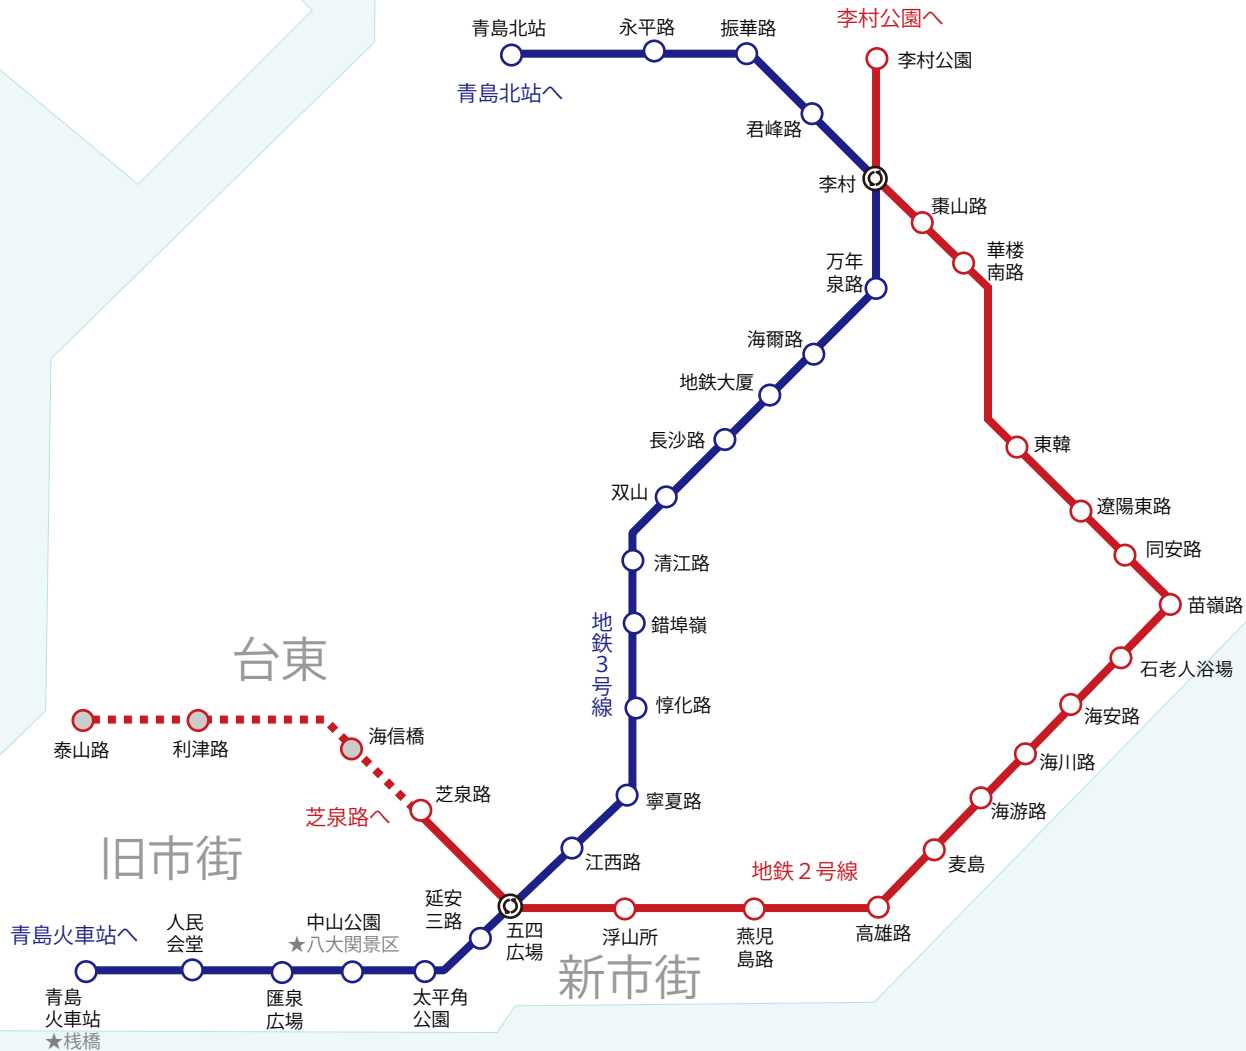 李村公園へ
青島北站
永平路
振華路
李村公園
青島北站へ
君峰路
李村
棗山路
華楼
南路
万年
泉路
海爾路
地鉄大厦
長沙路
東韓
双山
遼陽東路
同安路
清江路
苗嶺路
地鉄3号線
錯埠嶺
台東
石老人浴場
惇化路
海安路
海信橋
泰山路
利津路
海川路
芝泉路
寧夏路
海游路
芝泉路へ
旧市街
江西路
麦島
地鉄2号線
延安
三路
人民
会堂
中山公園
★八大関景区
五四
広場
浮山所
燕児
島路
高雄路
青島火車站へ
新市街
青島
火車站
★桟橋
匯泉
広場
太平角
公園